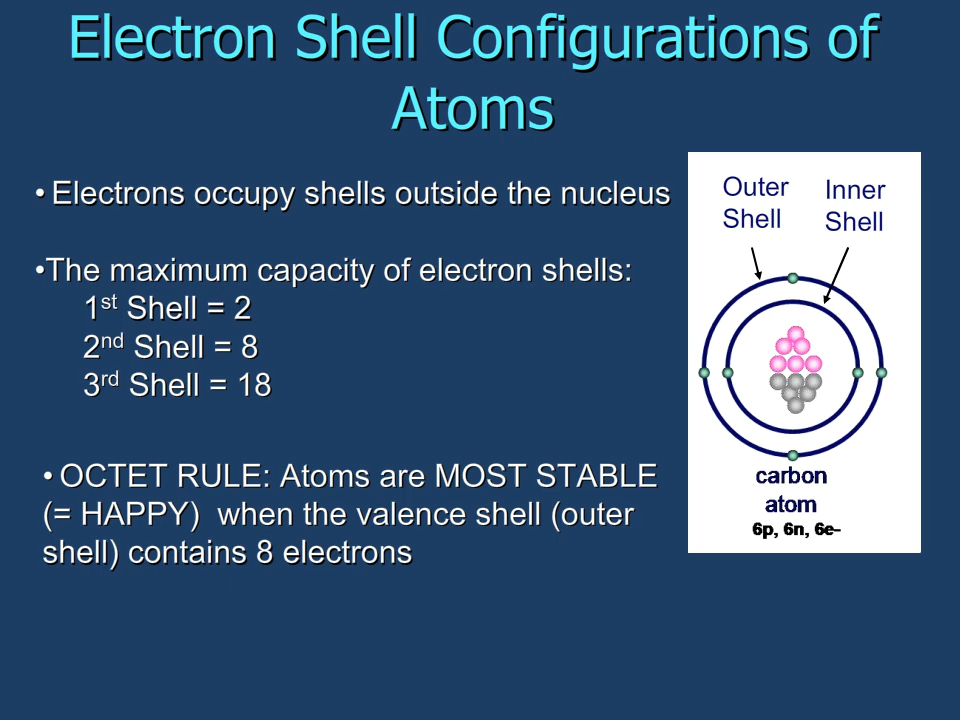 Electron Shell Configurations of
Atoms
• Electrons occupy shells outside the nucleus
•The maximum capacity of electron shells:
1st Shell = 2
2nd Shell = 8
3rd Shell = 18
• OCTET RULE: Atoms are MOST STABLE
(= HAPPY) when the valence shell (outer
shell) contains 8 electrons
Outer
Shell
Inner
Shell
carbon
atom
6p, 6n, 6e-